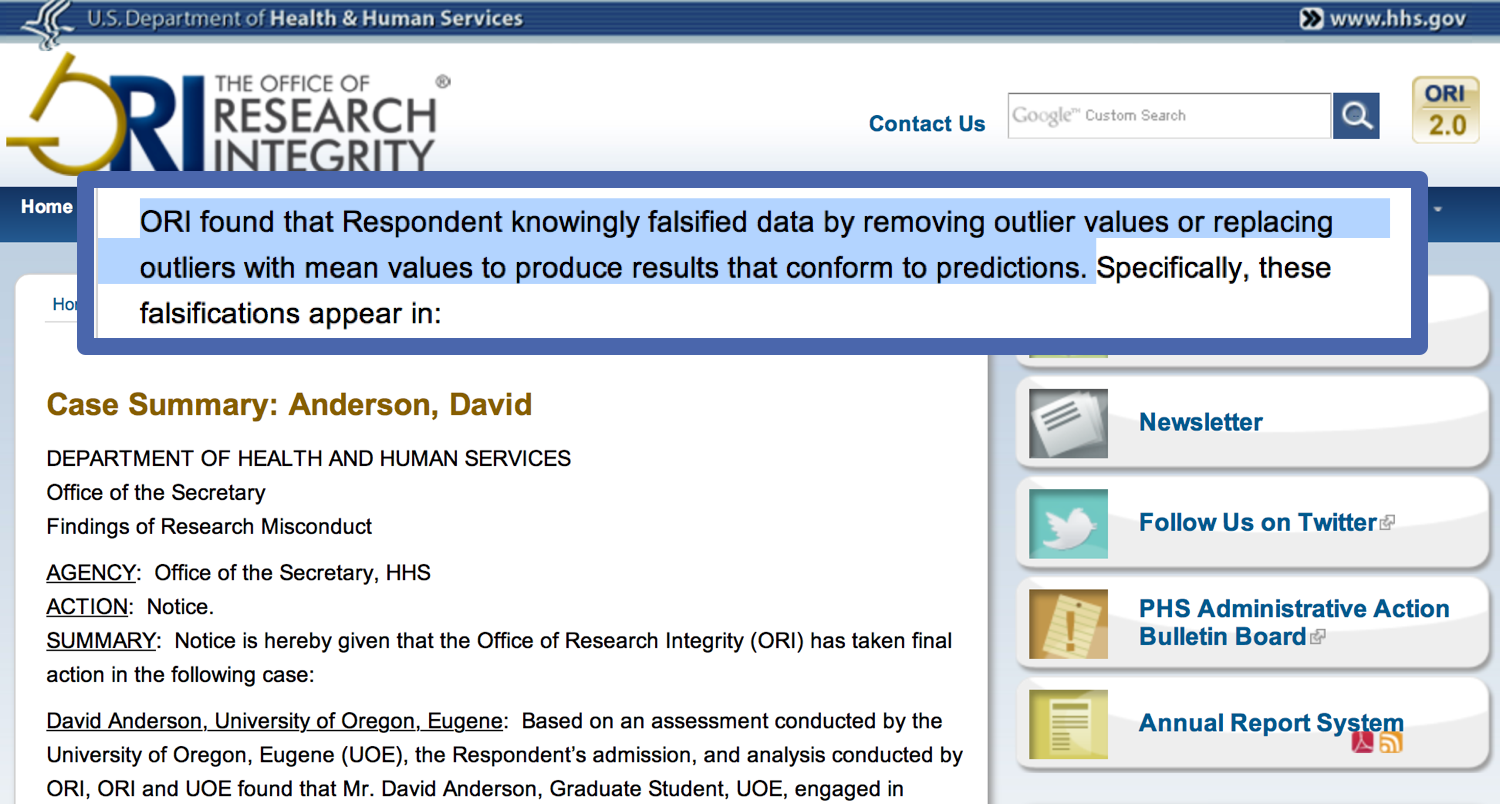 U.S. Department of Health & Human Services
www.hhs.gov
ORI THE OFFICE OF RESEARCH INTEGRITY ®
Contact Us
Google™ Custom Search
ORI
2.0
Home
ORI found that Respondent knowingly falsified data by removing outlier values or replacing
outliers with mean values to produce results that conform to predictions. Specifically, these
falsifications appear in:
Case Summary: Anderson, David
DEPARTMENT OF HEALTH AND HUMAN SERVICES
Office of the Secretary
Findings of Research Misconduct
AGENCY: Office of the Secretary, HHS
ACTION: Notice.
SUMMARY: Notice is hereby given that the Office of Research Integrity (ORI) has taken final
action in the following case:
David Anderson, University of Oregon, Eugene: Based on an assessment conducted by the
University of Oregon, Eugene (UOE), the Respondent’s admission, and analysis conducted by
ORI, ORI and UOE found that Mr. David Anderson, Graduate Student, UOE, engaged in
Newsletter
Follow Us on Twitter
PHS Administrative Action
Bulletin Board
Annual Report System